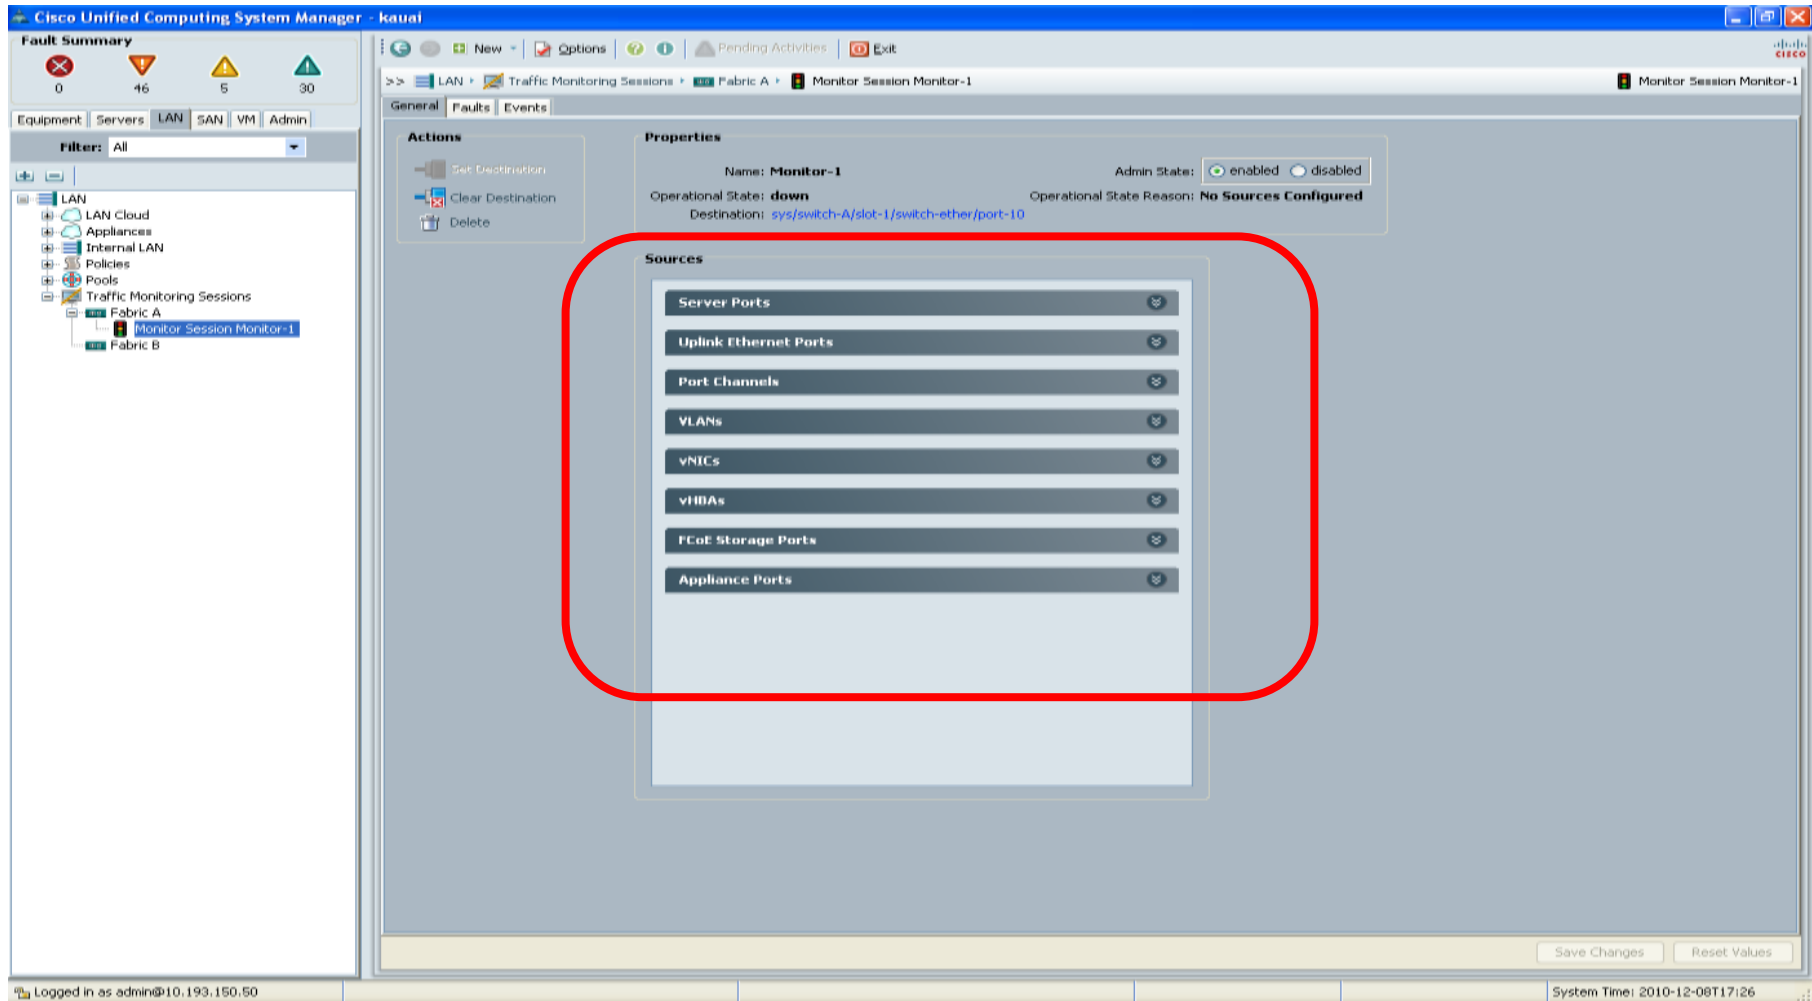 Cisco Unified Computing System Manager - kauai
Fault Summary
0 46 5 30
Equipment Servers LAN SAN VM Admin
Filter: All
LAN
LAN Cloud
Appliances
Internal LAN
Policies
Pools
Traffic Monitoring Sessions
Fabric A
Monitor Session Monitor-1
Fabric B
New Options Pending Activities Exit
cisco
>> LAN Traffic Monitoring Sessions Fabric A Monitor Session Monitor-1 Monitor Session Monitor-1
General Faults Events
Actions
Set Destination
Clear Destination
Delete
Properties
Name: Monitor-1 Admin State: enabled disabled
Operational State: down Operational State Reason: No Sources Configured
Destination: sys/switch-A/slot-1/switch-ether/port-10
Sources
Server Ports
Uplink Ethernet Ports
Port Channels
VLANs
vNICs
vHBAs
FCoE Storage Ports
Appliance Ports
Save Changes Reset Values
Logged in as admin@10.193.150.50 System Time: 2010-12-08T17:26